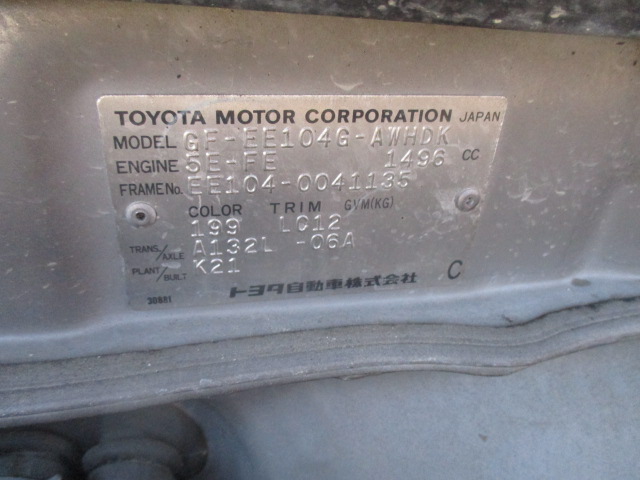 TOYOTA MOTOR CORPORATION JAPAN
MODEL GF-EE104G-AWHDK
ENGINE 5E-FE 1496 CC
FRAME No. EE104-0041135
COLOR TRIM GVM(KG)
199 LC12
TRANS./AXLE A132L -06A
PLANT/BUILT K21
30881 トヨタ自動車株式会社 C